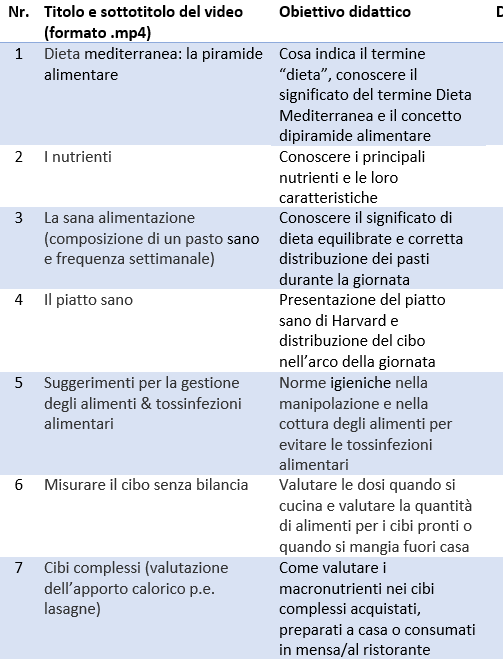 Nr. Titolo e sottotitolo del video Obiettivo didattico D
(formato .mp4)
1 Dieta mediterranea: la piramide Cosa indica il termine
alimentare “dieta”, conoscere il
significato del termine Dieta
Mediterranea e il concetto
dipiramide alimentare
2 I nutrienti Conoscere i principali
nutrienti e le loro
caratteristiche
3 La sana alimentazione Conoscere il significato di
(composizione di un pasto sano dieta equilibrate e corretta
e frequenza settimanale) distribuzione dei pasti
durante la giornata
4 Il piatto sano Presentazione del piatto
sano di Harvard e
distribuzione del cibo
nell’arco della giornata
5 Suggerimenti per la gestione Norme igieniche nella
degli alimenti & tossinfezioni manipolazione e nella
alimentari cottura degli alimenti per
evitare le tossinfezioni
alimentari
6 Misurare il cibo senza bilancia Valutare le dosi quando si
cucina e valutare la quantità
di alimenti per i cibi pronti o
quando si mangia fuori casa
7 Cibi complessi (valutazione Come valutare i
dell’apporto calorico p.e. macronutrienti nei cibi
lasagne) complessi acquistati,
preparati a casa o consumati
in mensa/al ristorante